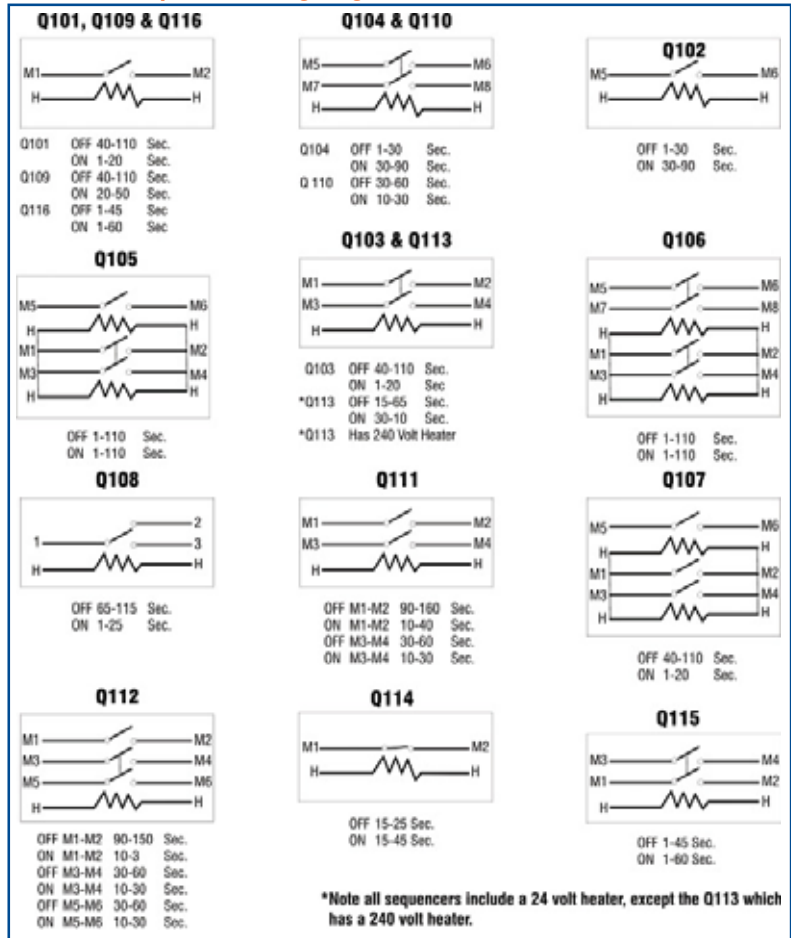 Q101, Q109 & Q116
M1 M2
H H
Q101 OFF 40-110 Sec.
ON 1-20 Sec.
Q109 OFF 40-110 Sec.
ON 20-50 Sec.
Q116 OFF 1-45 Sec
ON 1-60 Sec
Q104 & Q110
M5 M6
M7 M8
H H
Q104 OFF 1-30 Sec.
ON 30-90 Sec.
Q 110 OFF 30-60 Sec.
ON 10-30 Sec.
Q102
M5 M6
H H
OFF 1-30 Sec.
ON 30-90 Sec.
Q105
M5 M6
H H
M1 M2
M3 M4
H H
OFF 1-110 Sec.
ON 1-110 Sec.
Q103 & Q113
M1 M2
M3 M4
H H
Q103 OFF 40-110 Sec.
ON 1-20 Sec
*Q113 OFF 15-65 Sec.
ON 30-10 Sec.
*Q113 Has 240 Volt Heater
Q106
M5 M6
M7 M8
H H
M1 M2
M3 M4
H H
OFF 1-110 Sec.
ON 1-110 Sec.
Q108
1 2
3
H H
OFF 65-115 Sec.
ON 1-25 Sec.
Q111
M1 M2
M3 M4
H H
OFF M1-M2 90-160 Sec.
ON M1-M2 10-40 Sec.
OFF M3-M4 30-60 Sec.
ON M3-M4 10-30 Sec.
Q107
M5 M6
H H
M1 M2
M3 M4
H H
OFF 40-110 Sec.
ON 1-20 Sec.
Q112
M1 M2
M3 M4
M5 M6
H H
OFF M1-M2 90-150 Sec.
ON M1-M2 10-3 Sec.
OFF M3-M4 30-60 Sec.
ON M3-M4 10-30 Sec.
OFF M5-M6 30-60 Sec.
ON M5-M6 10-30 Sec.
Q114
M1 M2
H H
OFF 15-25 Sec.
ON 15-45 Sec.
Q115
M3 M4
M1 M2
H H
OFF 1-45 Sec.
ON 1-60 Sec.
*Note all sequencers include a 24 volt heater, except the Q113 which
has a 240 volt heater.